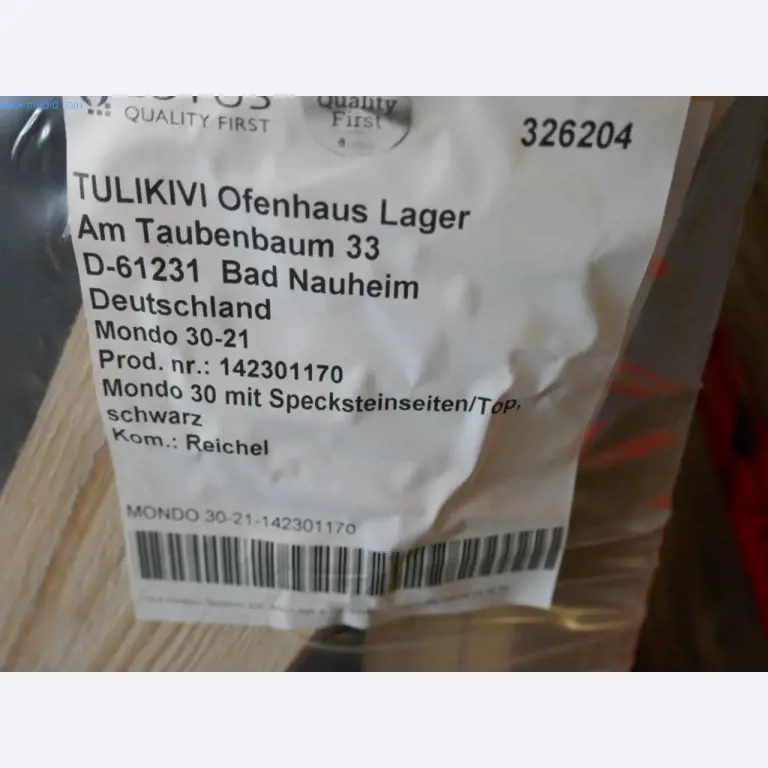 QUALITY FIRST
Quality
First
326204
TULIKIVI Ofenhaus Lager
Am Taubenbaum 33
D-61231 Bad Nauheim
Deutschland
Mondo 30-21
Prod. nr.: 142301170
Mondo 30 mit Specksteinseiten/Top,
schwarz
Kom.: Reichel
MONDO 30-21-142301170